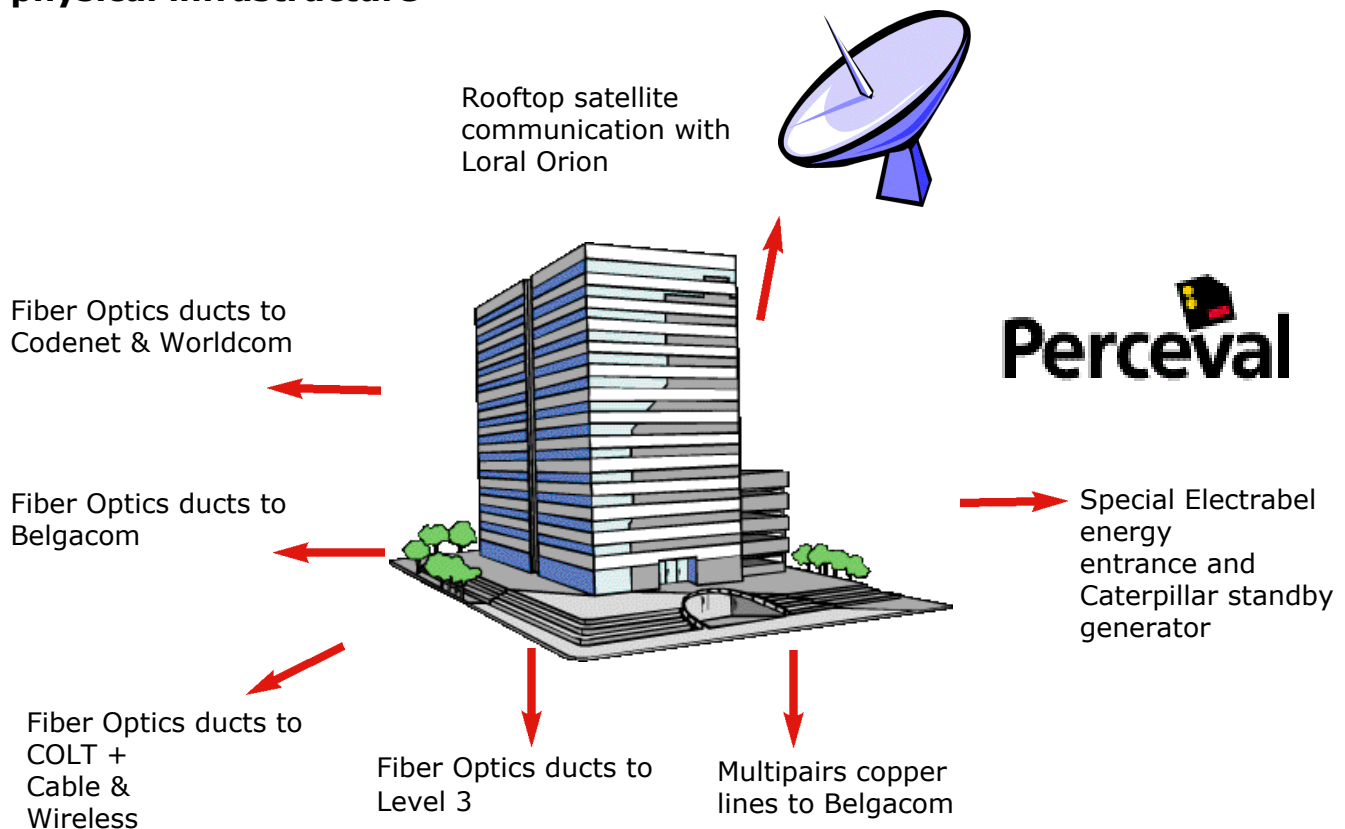 physical infrastructure
Rooftop satellite
communication with
Loral Orion
Fiber Optics ducts to
Codenet & Worldcom
Perceval
Fiber Optics ducts to
Belgacom
Special Electrabel
energy
entrance and
Caterpillar standby
generator
Fiber Optics ducts to
COLT +
Cable &
Wireless
Fiber Optics ducts to
Level 3
Multipairs copper
lines to Belgacom